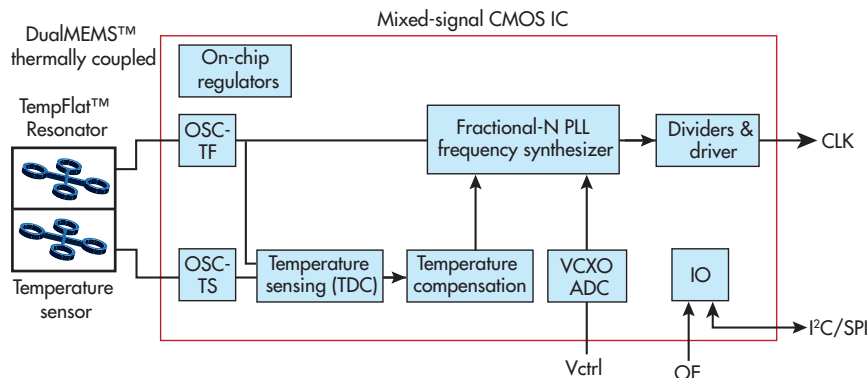 Mixed-signal CMOS IC
DualMEMS™
thermally coupled
On-chip
regulators
TempFlat™
Resonator
OSC-
TF
Fractional-N PLL
frequency synthesizer
Dividers &
driver
CLK
OSC-
TS
Temperature
sensing (TDC)
Temperature
compensation
VCXO
ADC
IO
Temperature
sensor
I²C/SPI
Vctrl